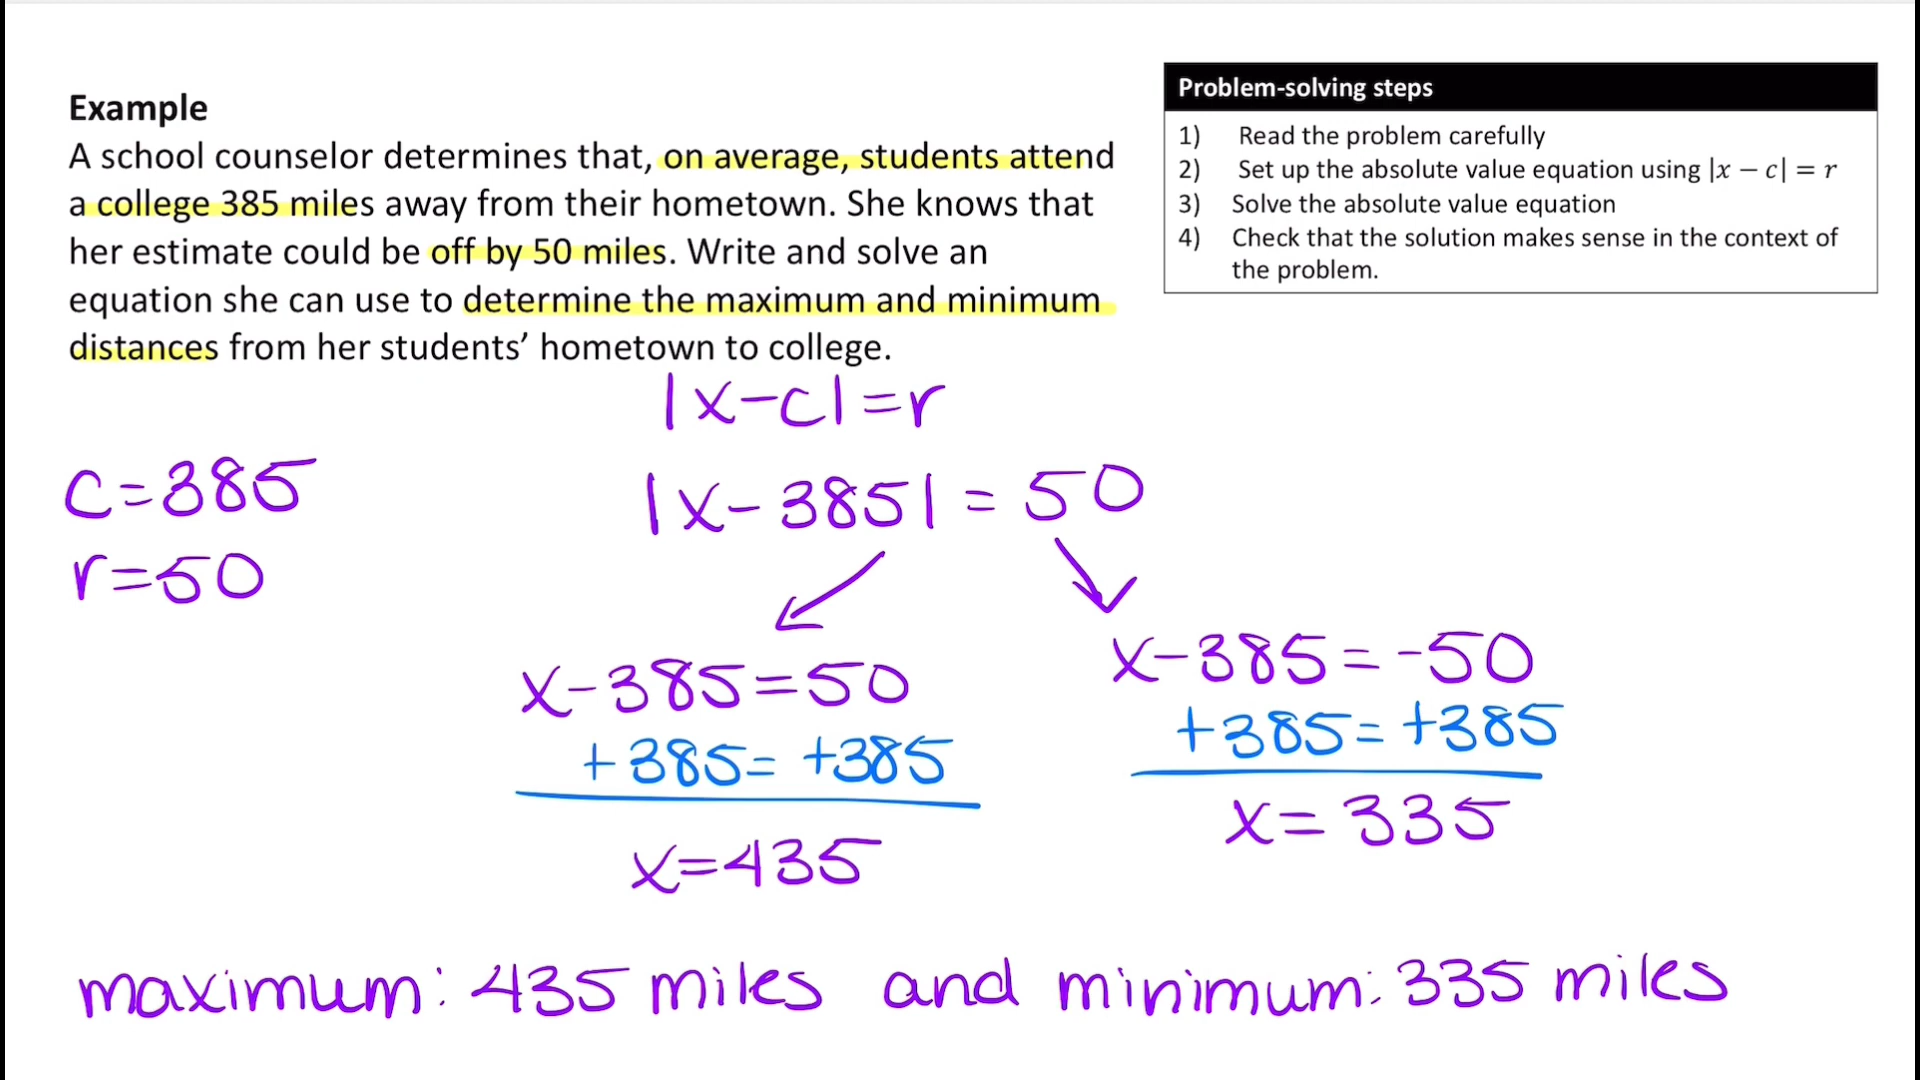 Example
A school counselor determines that, on average, students attend
a college 385 miles away from their hometown. She knows that
her estimate could be off by 50 miles. Write and solve an
equation she can use to determine the maximum and minimum
distances from her students’ hometown to college.
Problem-solving steps
1) Read the problem carefully
2) Set up the absolute value equation using |x − c| = r
3) Solve the absolute value equation
4) Check that the solution makes sense in the context of
the problem.
|x-c|=r
c=385
r=50
|x-385|=50
x-385=50
+385= +385
x=435
x-385=-50
+385= +385
x=335
maximum: 435 miles and minimum: 335 miles